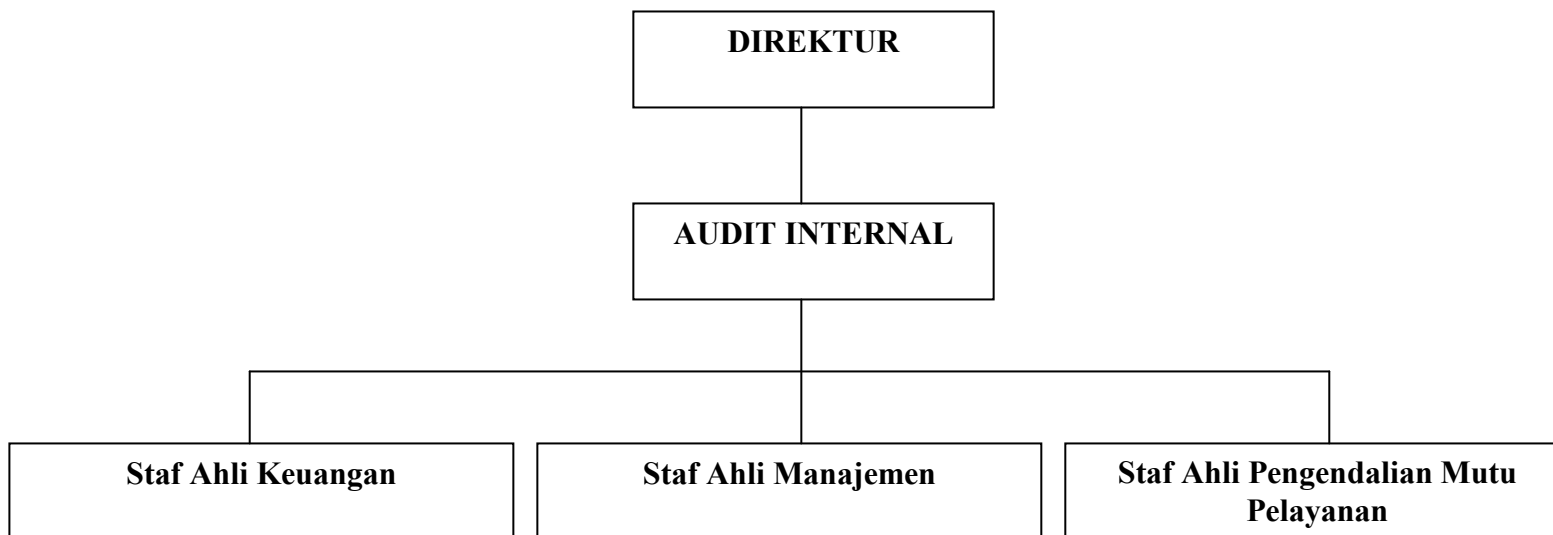 DIREKTUR
AUDIT INTERNAL
Staf Ahli Keuangan
Staf Ahli Manajemen
Staf Ahli Pengendalian Mutu
Pelayanan